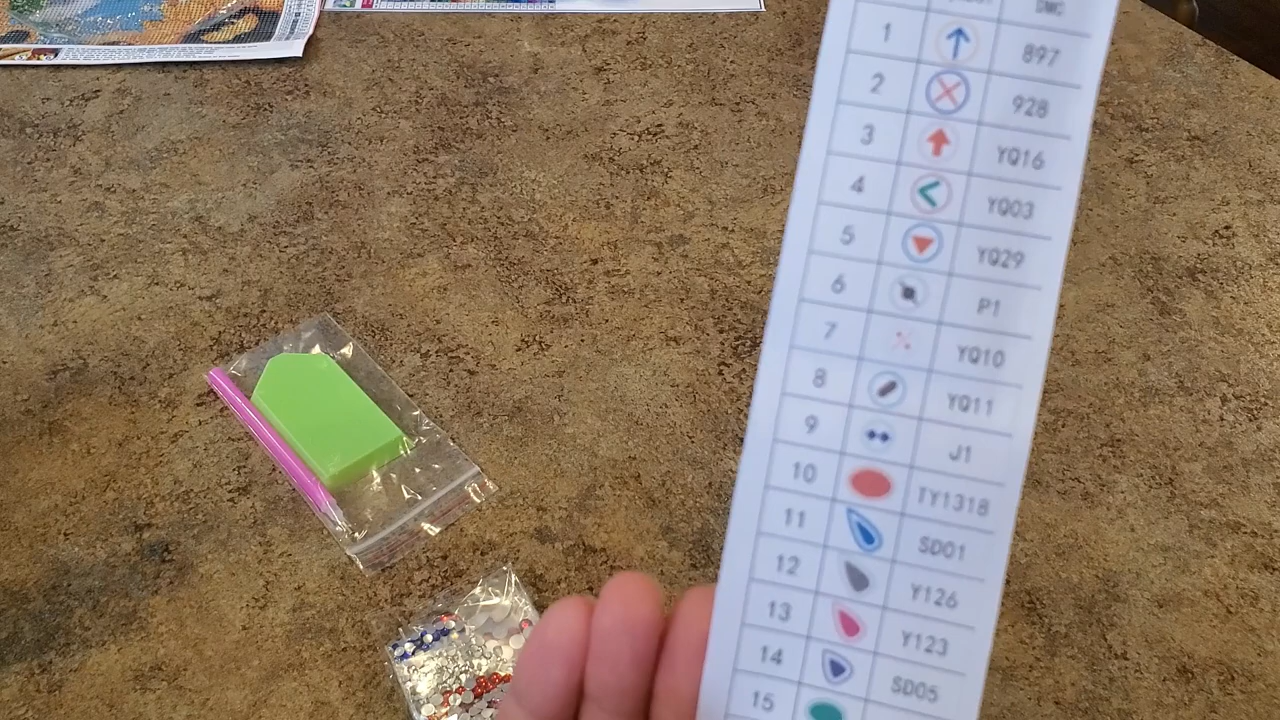 DMC
1 897
2 928
3 YQ16
4 YQ03
5 YQ29
6 P1
7 YQ10
8 YQ11
9 J1
10 TY1318
11 SD01
12 Y126
13 Y123
14 SD05
15